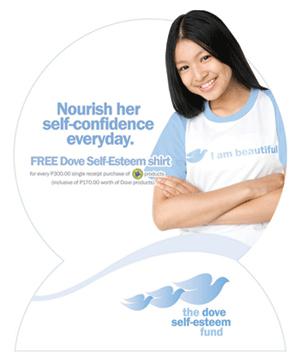 Nourish her
self-confidence
everyday.
FREE Dove Self-Esteem shirt
for every P300.00 single receipt purchase of products
(inclusive of P170.00 worth of Dove products)
I am beautiful
the dove
self-esteem
fund